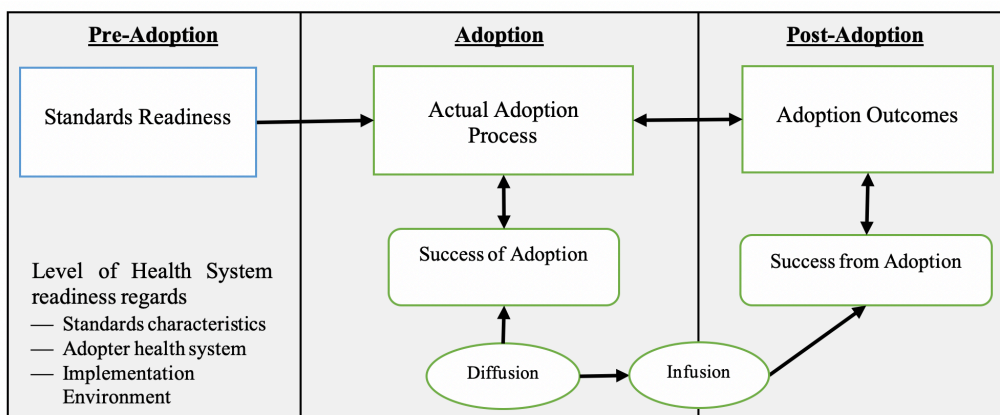 Pre-Adoption
Standards Readiness
Level of Health System
readiness regards
— Standards characteristics
— Adopter health system
— Implementation
Environment
Adoption
Actual Adoption
Process
Success of Adoption
Diffusion
Infusion
Post-Adoption
Adoption Outcomes
Success from Adoption